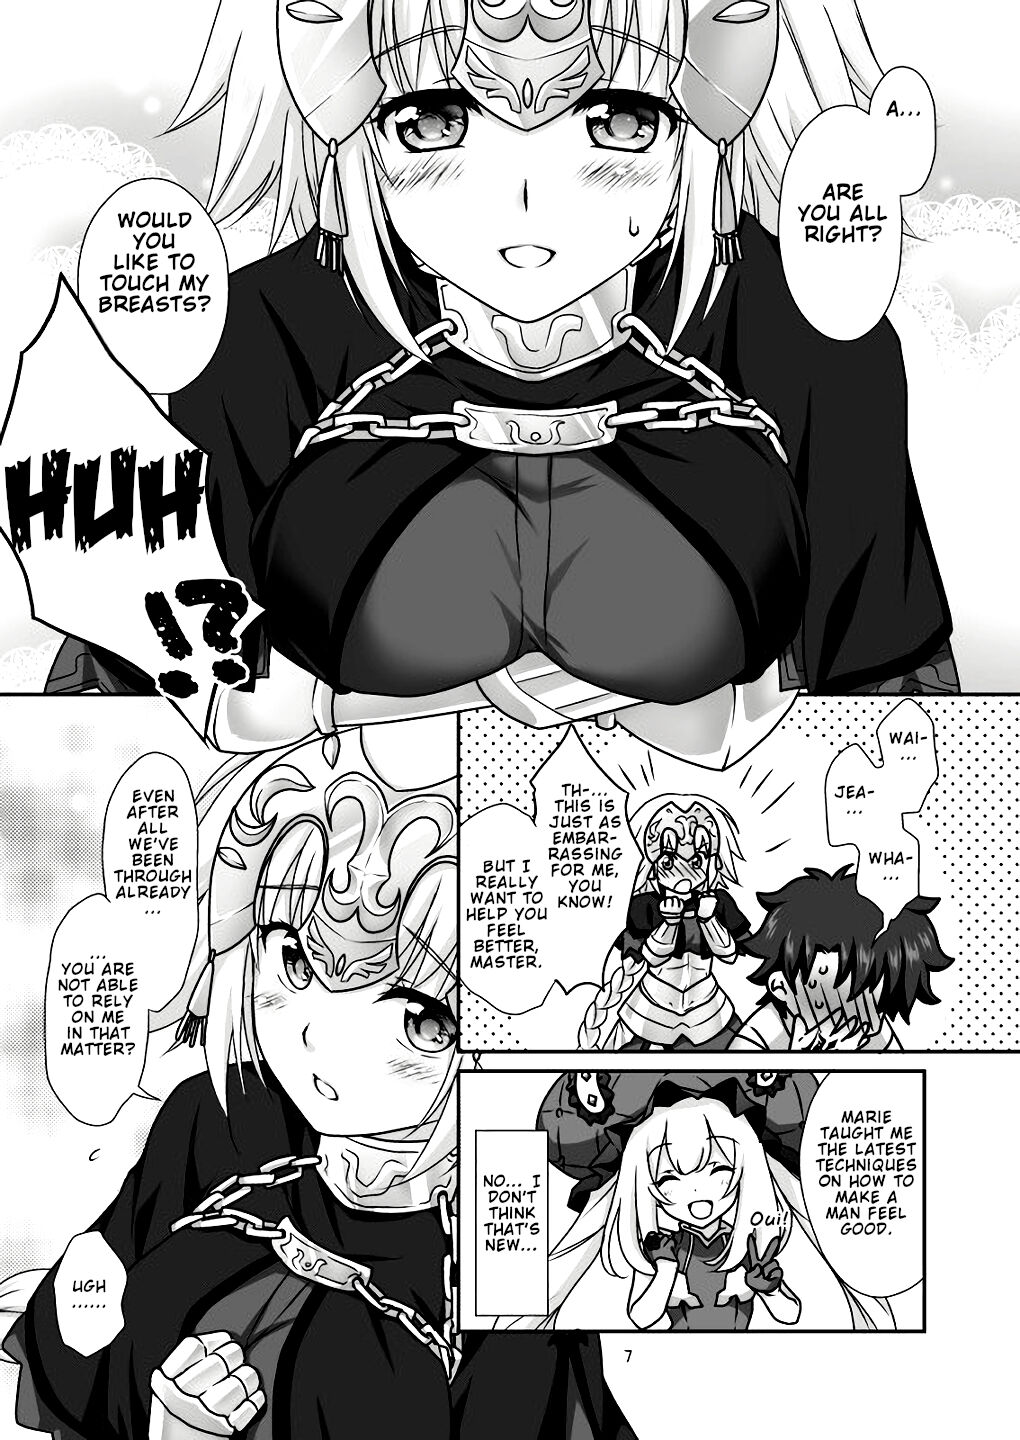 A...
ARE
YOU ALL
RIGHT?
WOULD
YOU
LIKE TO
TOUCH MY
BREASTS?
HUH
!?
WAI-
JEA-
WHA-
TH-...
THIS IS
JUST AS
EMBAR-
RASSING
FOR ME,
YOU
KNOW!
BUT I
REALLY
WANT TO
HELP YOU
FEEL
BETTER,
MASTER.
MARIE
TAUGHT ME
THE LATEST
TECHNIQUES
ON HOW TO
MAKE A
MAN FEEL
GOOD.
Oui!
NO... I
DON'T
THINK
THAT'S
NEW...
EVEN
AFTER
ALL
WE'VE
BEEN
THROUGH
ALREADY
...
...
YOU ARE
NOT ABLE
TO RELY
ON ME
IN THAT
MATTER?
UGH
......
7